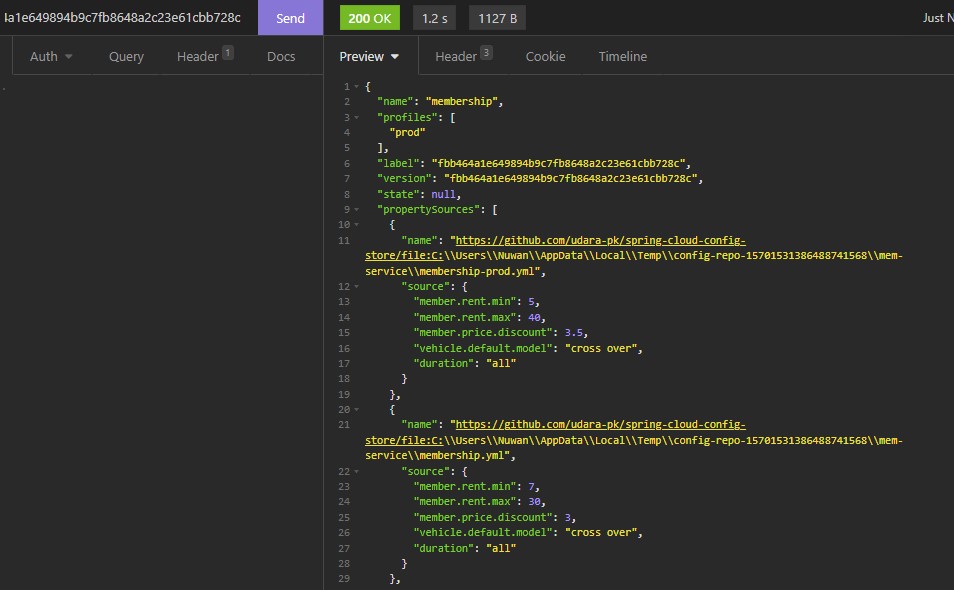 4a1e649894b9c7fb8648a2c23e61cbb728c Send 200 OK 1.2 s 1127 B Just N
Auth Query Header 1 Docs Preview Header 3 Cookie Timeline
1 {
2 "name": "membership",
3 "profiles": [
4 "prod"
5 ],
6 "label": "fbb464a1e649894b9c7fb8648a2c23e61cbb728c",
7 "version": "fbb464a1e649894b9c7fb8648a2c23e61cbb728c",
8 "state": null,
9 "propertySources": [
10 {
11 "name": "https://github.com/udara-pk/spring-cloud-config-
store/file:C:\\Users\\Nuwan\\AppData\\Local\\Temp\\config-repo-15701531386488741568\\mem-
service\\membership-prod.yml",
12 "source": {
13 "member.rent.min": 5,
14 "member.rent.max": 40,
15 "member.price.discount": 3.5,
16 "vehicle.default.model": "cross over",
17 "duration": "all"
18 }
19 },
20 {
21 "name": "https://github.com/udara-pk/spring-cloud-config-
store/file:C:\\Users\\Nuwan\\AppData\\Local\\Temp\\config-repo-15701531386488741568\\mem-
service\\membership.yml",
22 "source": {
23 "member.rent.min": 7,
24 "member.rent.max": 30,
25 "member.price.discount": 3,
26 "vehicle.default.model": "cross over",
27 "duration": "all"
28 }
29 },